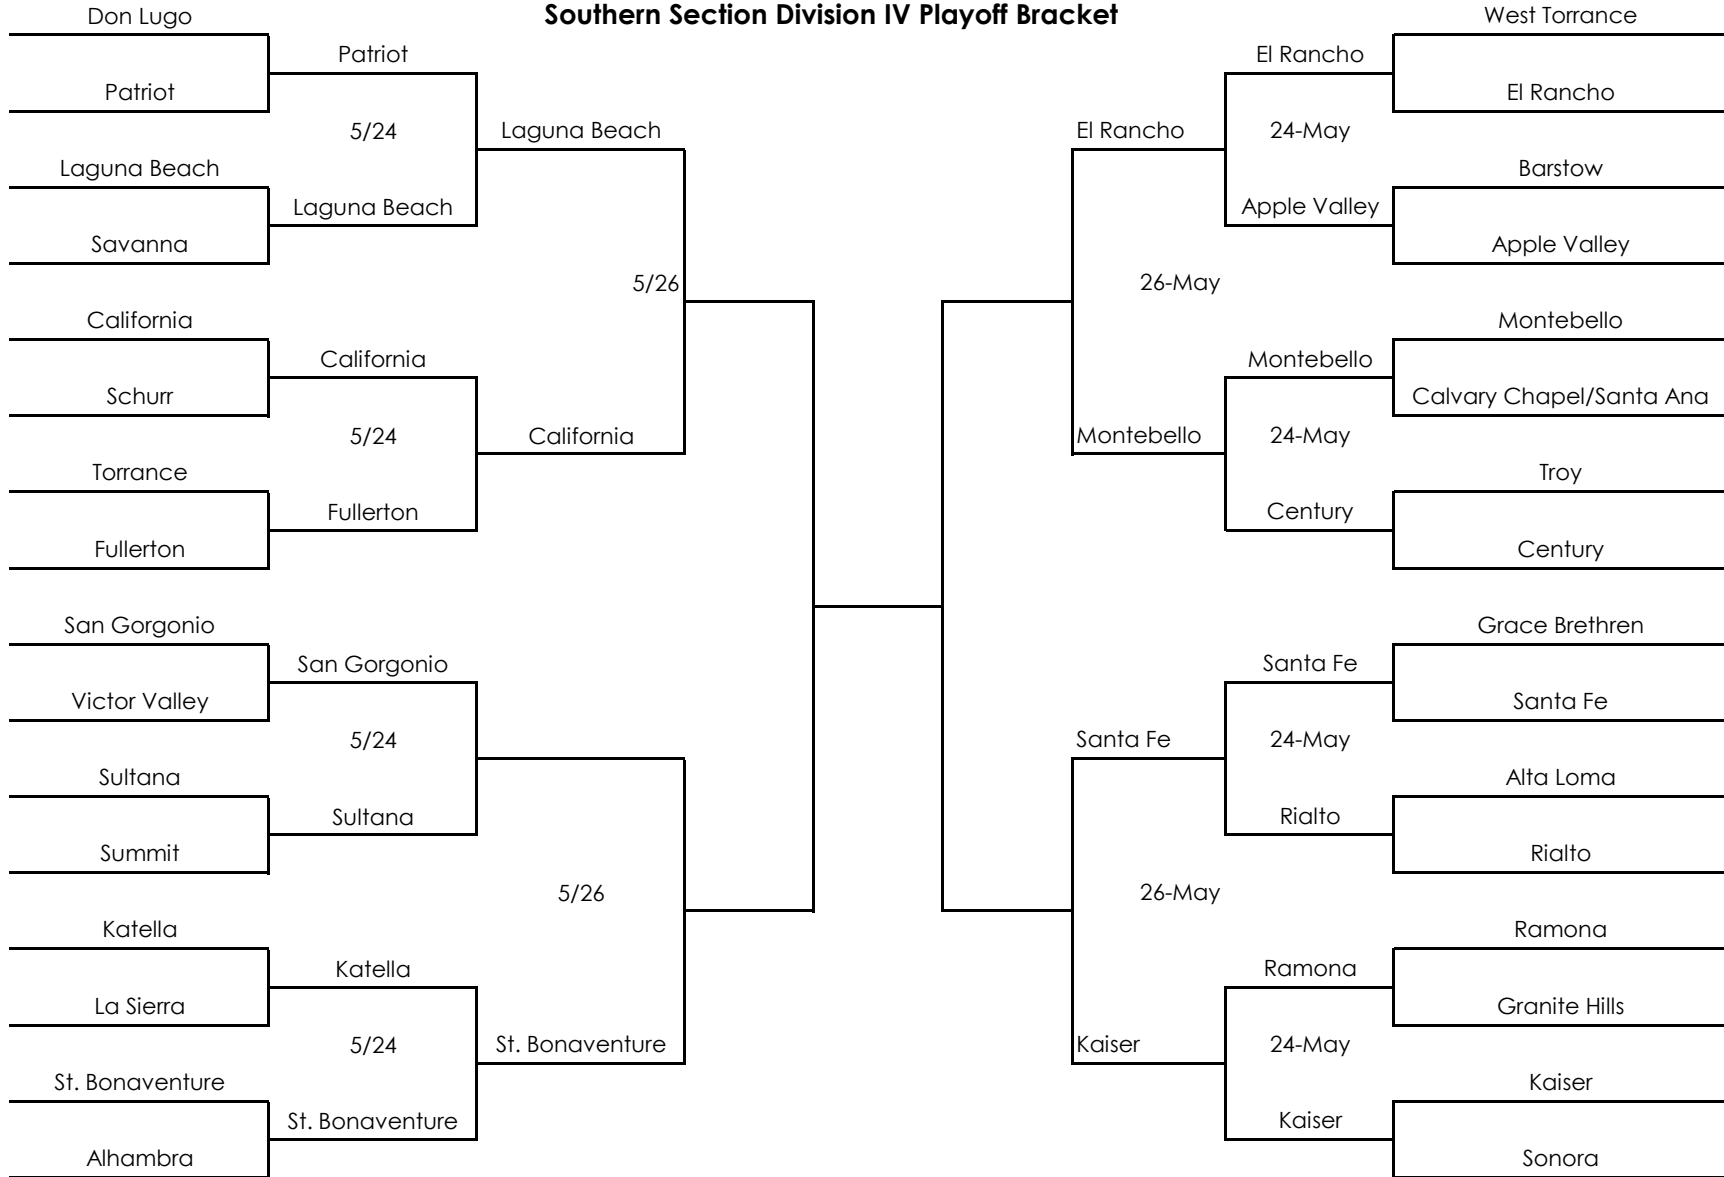 Southern Section Division IV Playoff Bracket
Don Lugo
Patriot
Laguna Beach
Savanna
California
Schurr
Torrance
Fullerton
San Gorgonio
Victor Valley
Sultana
Summit
Katella
La Sierra
St. Bonaventure
Alhambra
Patriot
5/24
Laguna Beach
California
5/24
Fullerton
San Gorgonio
5/24
Sultana
Katella
5/24
St. Bonaventure
Laguna Beach
5/26
California
5/26
St. Bonaventure
El Rancho
26-May
Montebello
Santa Fe
26-May
Kaiser
El Rancho
24-May
Apple Valley
Montebello
24-May
Century
Santa Fe
24-May
Rialto
Ramona
24-May
Kaiser
West Torrance
El Rancho
Barstow
Apple Valley
Montebello
Calvary Chapel/Santa Ana
Troy
Century
Grace Brethren
Santa Fe
Alta Loma
Rialto
Ramona
Granite Hills
Kaiser
Sonora